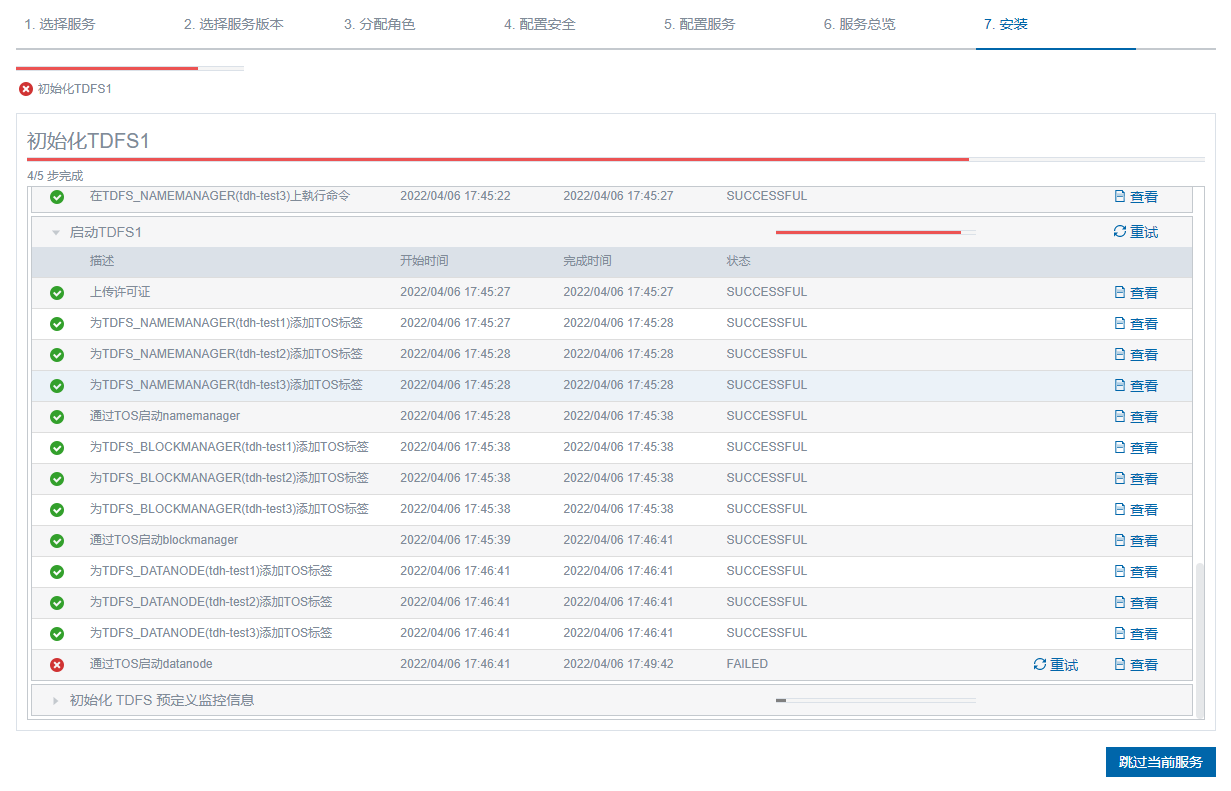 1. 选择服务 2. 选择服务版本 3. 分配角色 4. 配置安全 5. 配置服务 6. 服务总览 7. 安装
初始化TDFS1
初始化TDFS1
4/5 步完成
在TDFS_NAMEMANAGER(tdh-test3)上執行命令 2022/04/06 17:45:22 2022/04/06 17:45:27 SUCCESSFUL 查看
启动TDFS1 重试
描述 开始时间 完成时间 状态
上传许可证 2022/04/06 17:45:27 2022/04/06 17:45:27 SUCCESSFUL 查看
为TDFS_NAMEMANAGER(tdh-test1)添加TOS标签 2022/04/06 17:45:27 2022/04/06 17:45:28 SUCCESSFUL 查看
为TDFS_NAMEMANAGER(tdh-test2)添加TOS标签 2022/04/06 17:45:28 2022/04/06 17:45:28 SUCCESSFUL 查看
为TDFS_NAMEMANAGER(tdh-test3)添加TOS标签 2022/04/06 17:45:28 2022/04/06 17:45:28 SUCCESSFUL 查看
通过TOS启动namemanager 2022/04/06 17:45:28 2022/04/06 17:45:38 SUCCESSFUL 查看
为TDFS_BLOCKMANAGER(tdh-test1)添加TOS标签 2022/04/06 17:45:38 2022/04/06 17:45:38 SUCCESSFUL 查看
为TDFS_BLOCKMANAGER(tdh-test2)添加TOS标签 2022/04/06 17:45:38 2022/04/06 17:45:38 SUCCESSFUL 查看
为TDFS_BLOCKMANAGER(tdh-test3)添加TOS标签 2022/04/06 17:45:38 2022/04/06 17:45:38 SUCCESSFUL 查看
通过TOS启动blockmanager 2022/04/06 17:45:39 2022/04/06 17:46:41 SUCCESSFUL 查看
为TDFS_DATANODE(tdh-test1)添加TOS标签 2022/04/06 17:46:41 2022/04/06 17:46:41 SUCCESSFUL 查看
为TDFS_DATANODE(tdh-test2)添加TOS标签 2022/04/06 17:46:41 2022/04/06 17:46:41 SUCCESSFUL 查看
为TDFS_DATANODE(tdh-test3)添加TOS标签 2022/04/06 17:46:41 2022/04/06 17:46:41 SUCCESSFUL 查看
通过TOS启动datanode 2022/04/06 17:46:41 2022/04/06 17:49:42 FAILED 重试 查看
初始化 TDFS 预定义监控信息
跳过当前服务